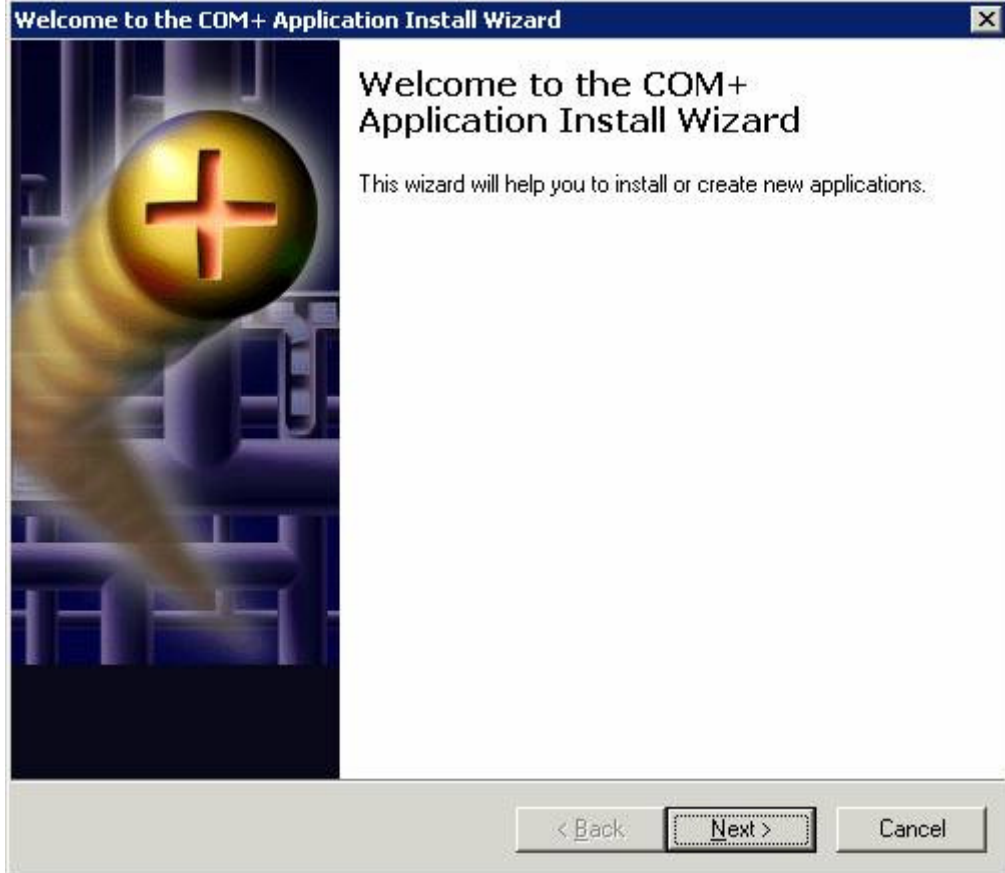 Welcome to the COM+ Application Install Wizard
Welcome to the COM+
Application Install Wizard
This wizard will help you to install or create new applications.
< Back
Next >
Cancel